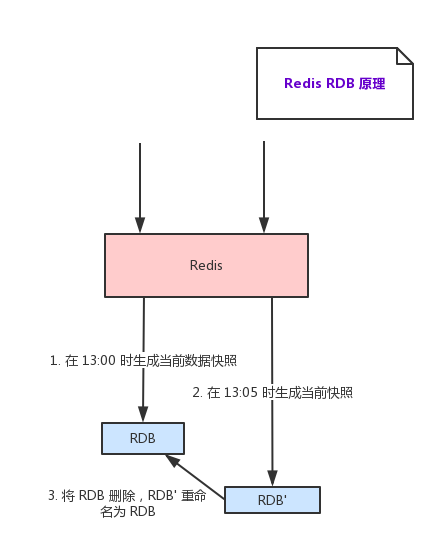 Redis RDB 原理
Redis
1. 在 13:00 时生成当前数据快照
2. 在 13:05 时生成当前快照
RDB
RDB'
3. 将 RDB 删除，RDB' 重命
名为 RDB